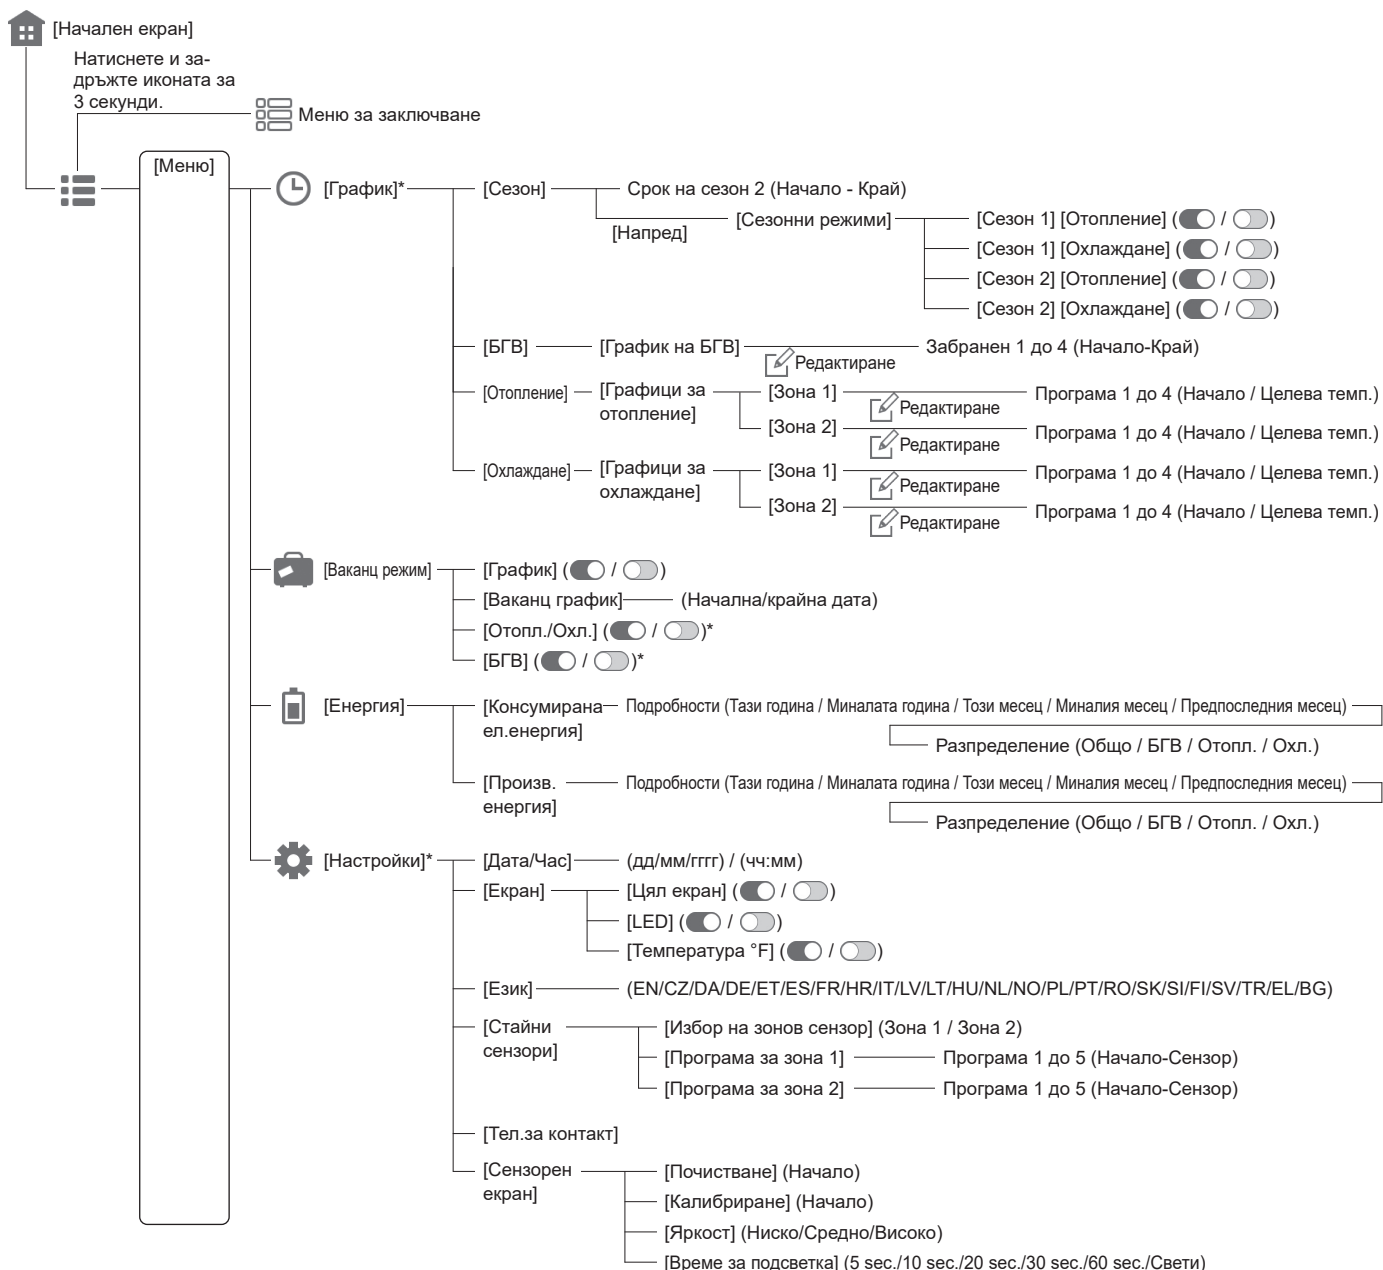 [Начален екран]
Натиснете и за-
дръжте иконата за
3 секунди.
Меню за заключване
[Меню]
[График]*
[Сезон]
Срок на сезон 2 (Начало - Край)
[Напред]
[Сезонни режими]
[Сезон 1] [Отопление] ( / )
[Сезон 1] [Охлаждане] ( / )
[Сезон 2] [Отопление] ( / )
[Сезон 2] [Охлаждане] ( / )
[БГВ]
[График на БГВ]
Редактиране
Забранен 1 до 4 (Начало-Край)
[Отопление]
[Графици за
отопление]
[Зона 1]
Редактиране
Програма 1 до 4 (Начало / Целева темп.)
[Зона 2]
Редактиране
Програма 1 до 4 (Начало / Целева темп.)
[Охлаждане]
[Графици за
охлаждане]
[Зона 1]
Редактиране
Програма 1 до 4 (Начало / Целева темп.)
[Зона 2]
Редактиране
Програма 1 до 4 (Начало / Целева темп.)
[Ваканц режим]
[График] ( / )
[Ваканц график]
(Начална/крайна дата)
[Отопл./Охл.] ( / )*
[БГВ] ( / )*
[Енергия]
[Консумирана
ел.енергия]
Подробности (Тази година / Миналата година / Този месец / Миналия месец / Предпоследния месец)
Разпределение (Общо / БГВ / Отопл. / Охл.)
[Произв.
енергия]
Подробности (Тази година / Миналата година / Този месец / Миналия месец / Предпоследния месец)
Разпределение (Общо / БГВ / Отопл. / Охл.)
[Настройки]*
[Дата/Час]
(дд/мм/гггг) / (чч:мм)
[Екран]
[Цял екран] ( / )
[LED] ( / )
[Температура °F] ( / )
[Език]
(EN/CZ/DA/DE/ET/ES/FR/HR/IT/LV/LT/HU/NL/NO/PL/PT/RO/SK/SI/FI/SV/TR/EL/BG)
[Стайни
сензори]
[Избор на зонов сензор] (Зона 1 / Зона 2)
[Програма за зона 1]
Програма 1 до 5 (Начало-Сензор)
[Програма за зона 2]
Програма 1 до 5 (Начало-Сензор)
[Тел.за контакт]
[Сензорен
екран]
[Почистване] (Начало)
[Калибриране] (Начало)
[Яркост] (Ниско/Средно/Високо)
[Време за подсветка] (5 sec./10 sec./20 sec./30 sec./60 sec./Свети)